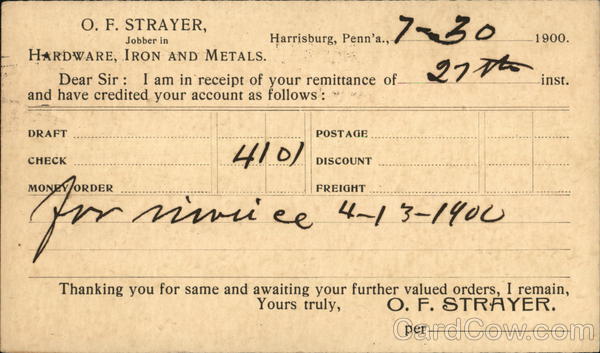 O. F. STRAYER,
Jobber in
HARDWARE, IRON AND METALS.
Harrisburg, Penn'a., 7-30 1900.
Dear Sir: I am in receipt of your remittance of 27th inst.
and have credited your account as follows:
DRAFT POSTAGE
CHECK 41 01 DISCOUNT
MONEY ORDER FREIGHT
for invoice 4-13-1900
Thanking you for same and awaiting your further valued orders, I remain,
Yours truly, O. F. STRAYER.
per
CardCow.com